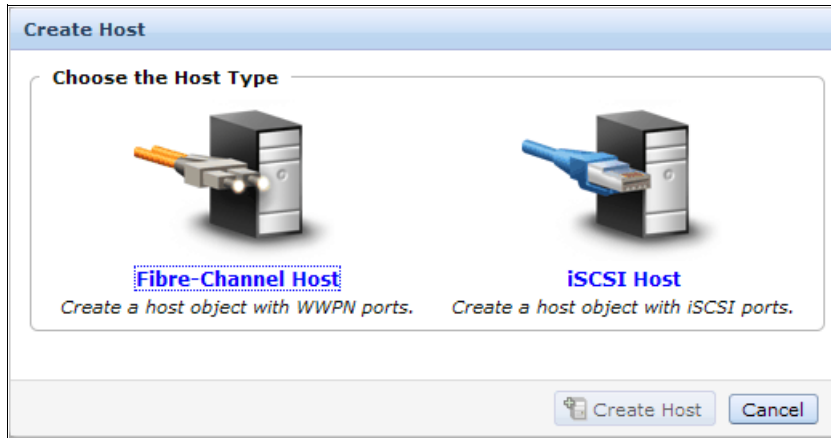 Create Host
Choose the Host Type
Fibre-Channel Host
Create a host object with WWPN ports.
iSCSI Host
Create a host object with iSCSI ports.
Create Host
Cancel